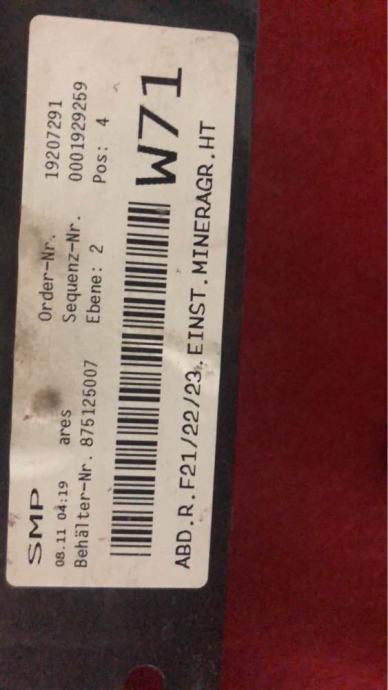 SMP
08.11 04:19 ares
Order-Nr. 19207291
Sequenz-Nr. 0001929259
Behälter-Nr. 875125007 Ebene: 2 Pos: 4
W71
ABD.R.F21/22/23.EINST.MINERAGR.HT